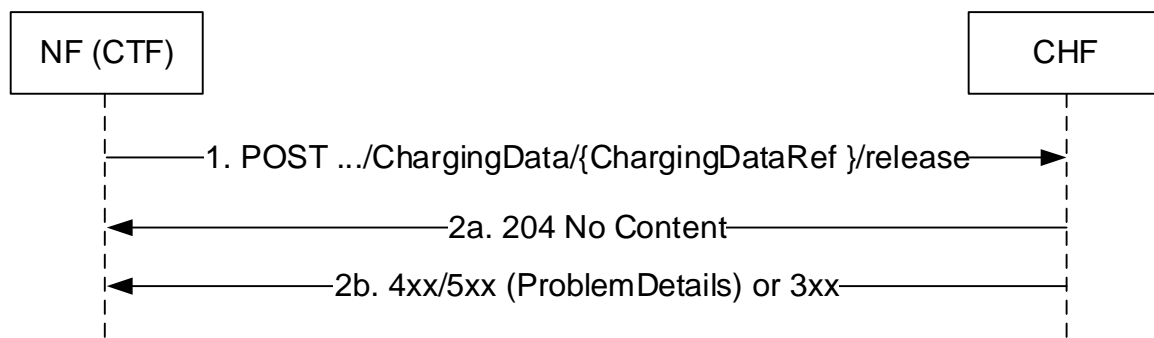 NF (CTF)
CHF
1. POST .../ChargingData/{ChargingDataRef }/release
2a. 204 No Content
2b. 4xx/5xx (ProblemDetails) or 3xx